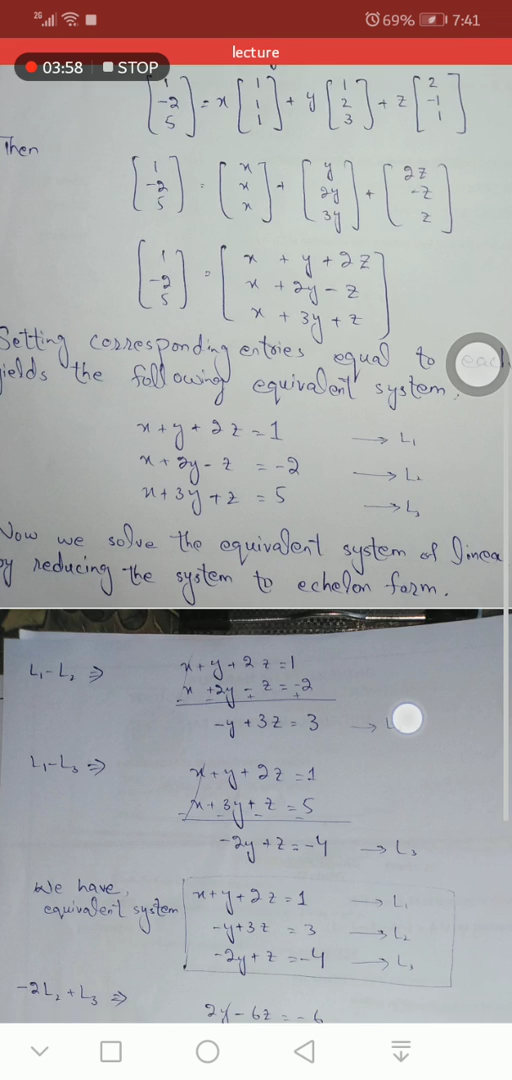 2G 69% 7:41
lecture
03:58 STOP
[1 -2 5] = x [1 1 1] + y [1 2 3] + z [2 -1 1]
Then
[1 -2 5] = [x x x] + [y 2y 3y] + [2z -z z]
[1 -2 5] = [x + y + 2z
x + 2y - z
x + 3y + z]
Setting corresponding entries equal to each
yields the following equivalent system.
x + y + 2z = 1 → L₁
x + 2y - z = -2 → L₂
x + 3y + z = 5 → L₃
Now we solve the equivalent system of linea
by reducing the system to echelon form.
L₁-L₂ ⇒ x + y + 2z = 1
x + 2y - z = -2
-y + 3z = 3 → L
L₁-L₃ ⇒ x + y + 2z = 1
x + 3y + z = 5
-2y + z = -4 → L₃
We have,
equivalent system
x + y + 2z = 1 → L₁
-y + 3z = 3 → L₂
-2y + z = -4 → L₃
-2L₂ + L₃ ⇒
2y - 6z = -6